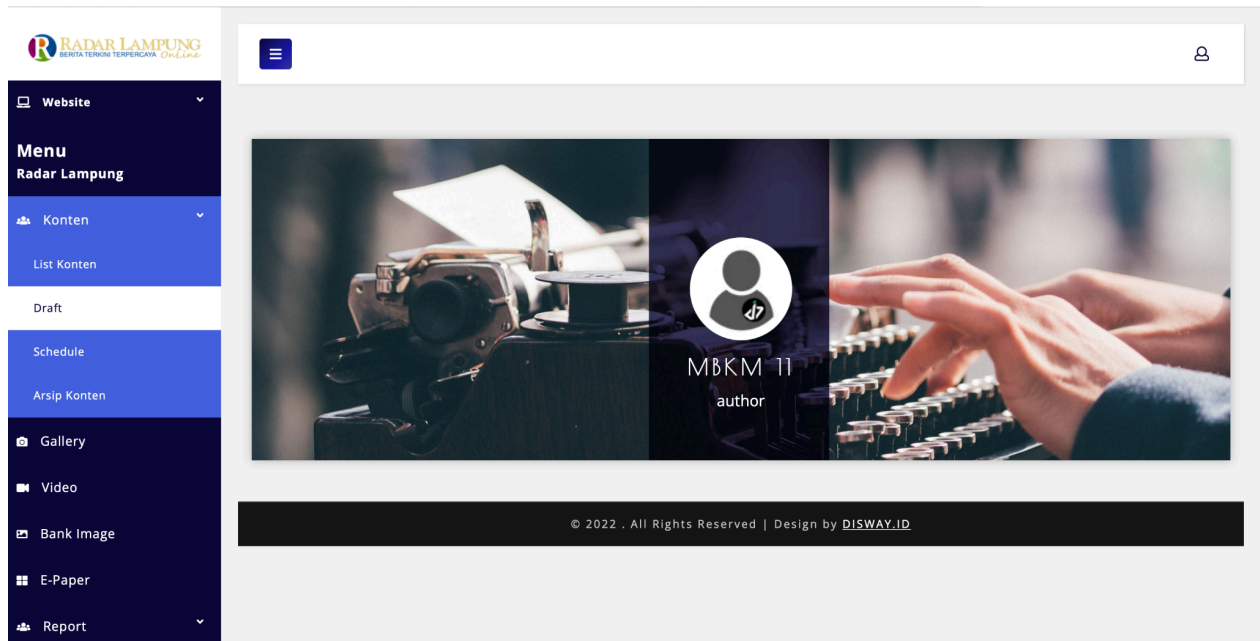 RADAR LAMPUNG
BERITA TERKINI TERPERCAYA OnLine
Website
Menu
Radar Lampung
Konten
List Konten
Draft
Schedule
Arsip Konten
Gallery
Video
Bank Image
E-Paper
Report
MBKM 11
author
© 2022 . All Rights Reserved | Design by DISWAY.ID